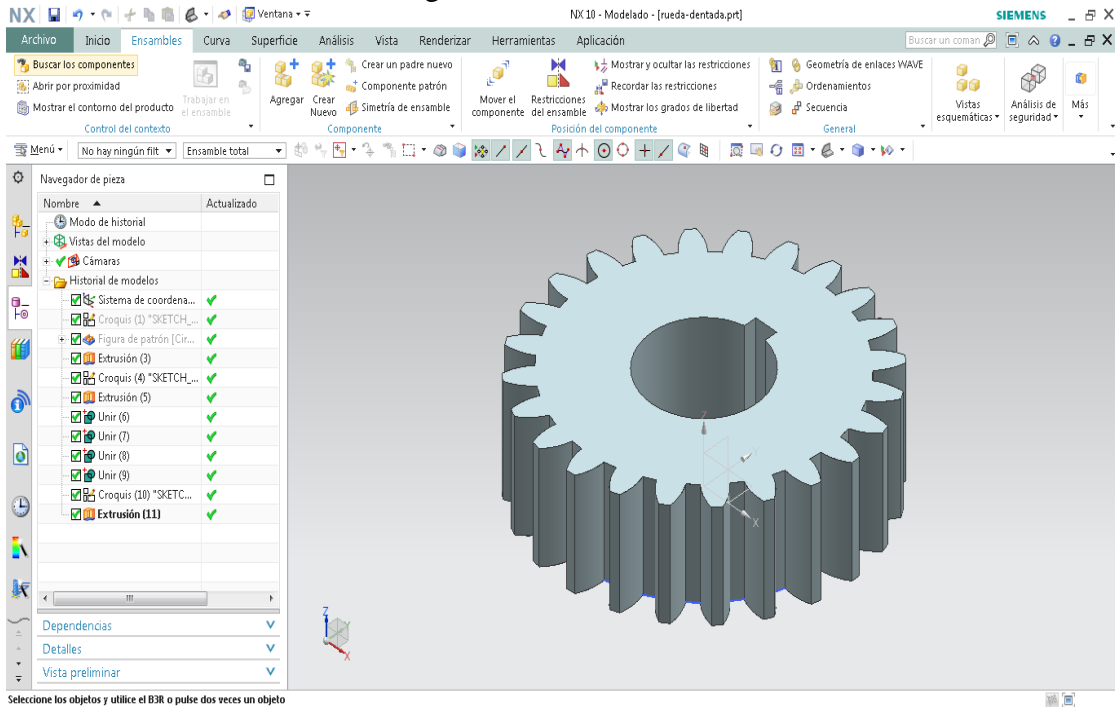 NX Ventana NX 10 - Modelado - [rueda-dentada.prt] SIEMENS
Archivo Inicio Ensambles Curva Superficie Análisis Vista Renderizar Herramientas Aplicación Buscar un coman
Buscar los componentes
Abrir por proximidad
Mostrar el contorno del producto
Trabajar en
el ensamble
Control del contexto
Agregar
Crear
Nuevo
Crear un padre nuevo
Componente patrón
Simetría de ensamble
Componente
Mover el
componente
Restricciones
del ensamble
Mostrar y ocultar las restricciones
Recordar las restricciones
Mostrar los grados de libertad
Posición del componente
Geometría de enlaces WAVE
Ordenamientos
Secuencia
General
Vistas
esquemáticas
Análisis de
seguridad
Más
Menú No hay ningún filt Ensamble total
Navegador de pieza
Nombre Actualizado
Modo de historial
Vistas del modelo
Cámaras
Historial de modelos
Sistema de coordena...
Croquis (1) "SKETCH_...
Figura de patrón [Cir...
Extrusión (3)
Croquis (4) "SKETCH_...
Extrusión (5)
Unir (6)
Unir (7)
Unir (8)
Unir (9)
Croquis (10) "SKETC...
Extrusión (11)
Dependencias
Detalles
Vista preliminar
Z
Y
X
Z
Y
X
Seleccione los objetos y utilice el B3R o pulse dos veces un objeto